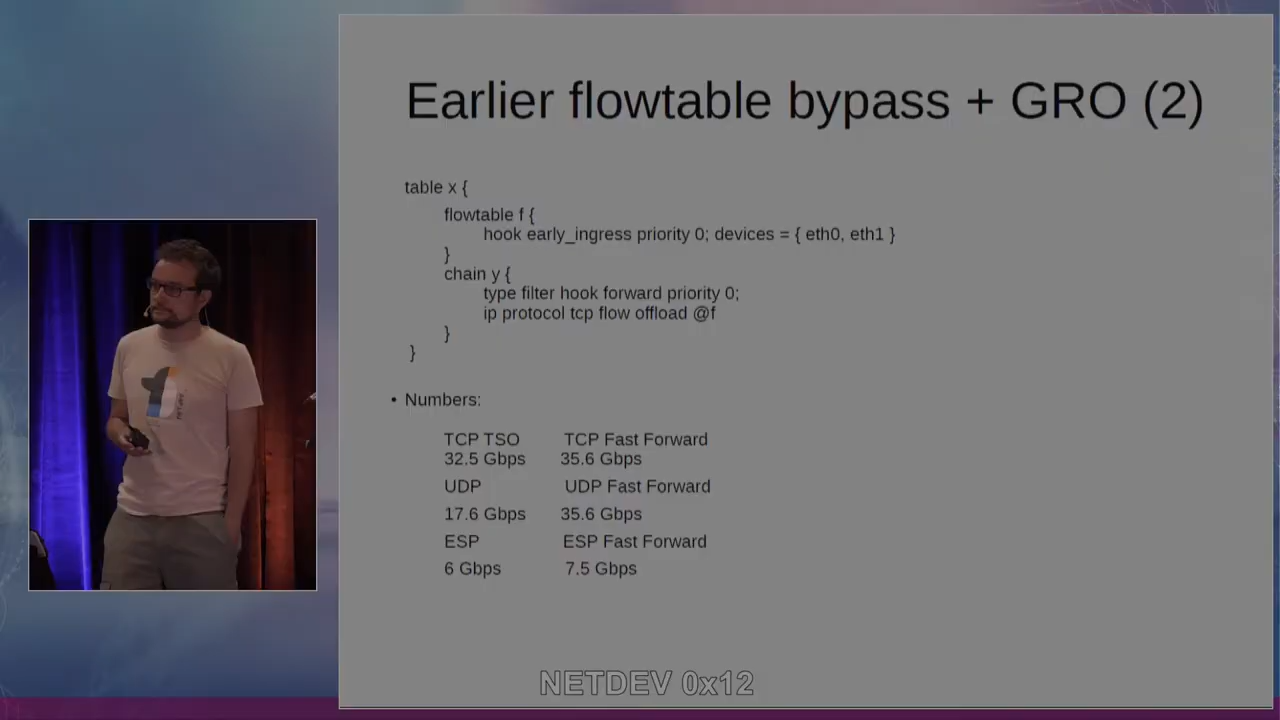 Earlier flowtable bypass + GRO (2)
table x {
flowtable f {
hook early_ingress priority 0; devices = { eth0, eth1 }
}
chain y {
type filter hook forward priority 0;
ip protocol tcp flow offload @f
}
}
• Numbers:
TCP TSO TCP Fast Forward
32.5 Gbps 35.6 Gbps
UDP UDP Fast Forward
17.6 Gbps 35.6 Gbps
ESP ESP Fast Forward
6 Gbps 7.5 Gbps
NETDEV 0x12